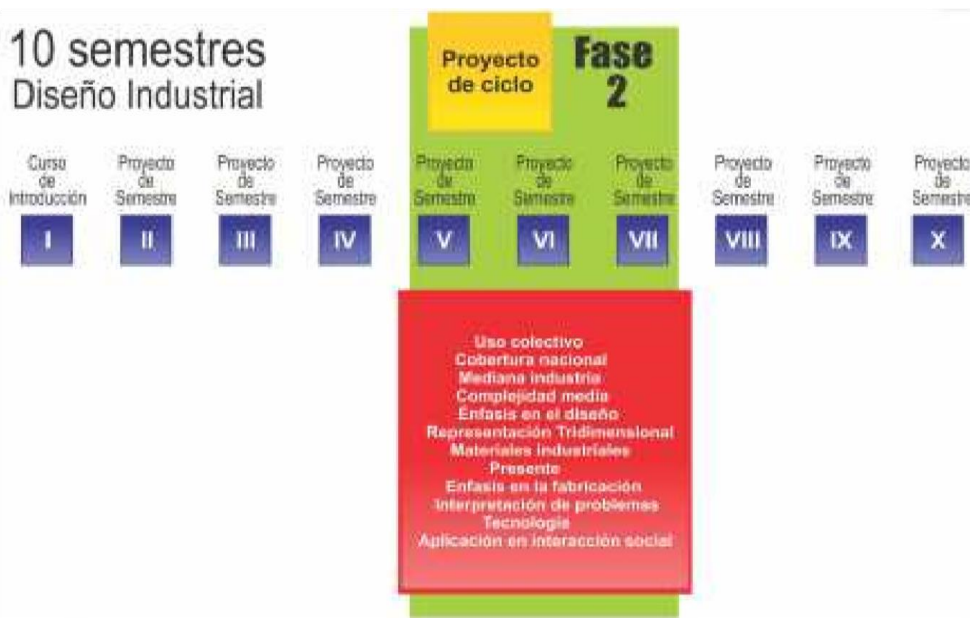 10 semestres
Diseño Industrial
Proyecto
de ciclo
Fase
2
Curso
de
Introducción
Proyecto
de
Semestre
Proyecto
de
Semestre
Proyecto
de
Semestre
Proyecto
de
Semestre
Proyecto
de
Semestre
Proyecto
de
Semestre
Proyecto
de
Semestre
Proyecto
de
Semestre
Proyecto
de
Semestre
I
II
III
IV
V
VI
VII
VIII
IX
X
Uso colectivo
Cobertura nacional
Mediana industria
Complejidad media
Énfasis en el diseño
Representación Tridimensional
Materiales industriales
Presente
Enfasis en la fabricación
Interpretación de problemas
Tecnología
Aplicación en interacción social